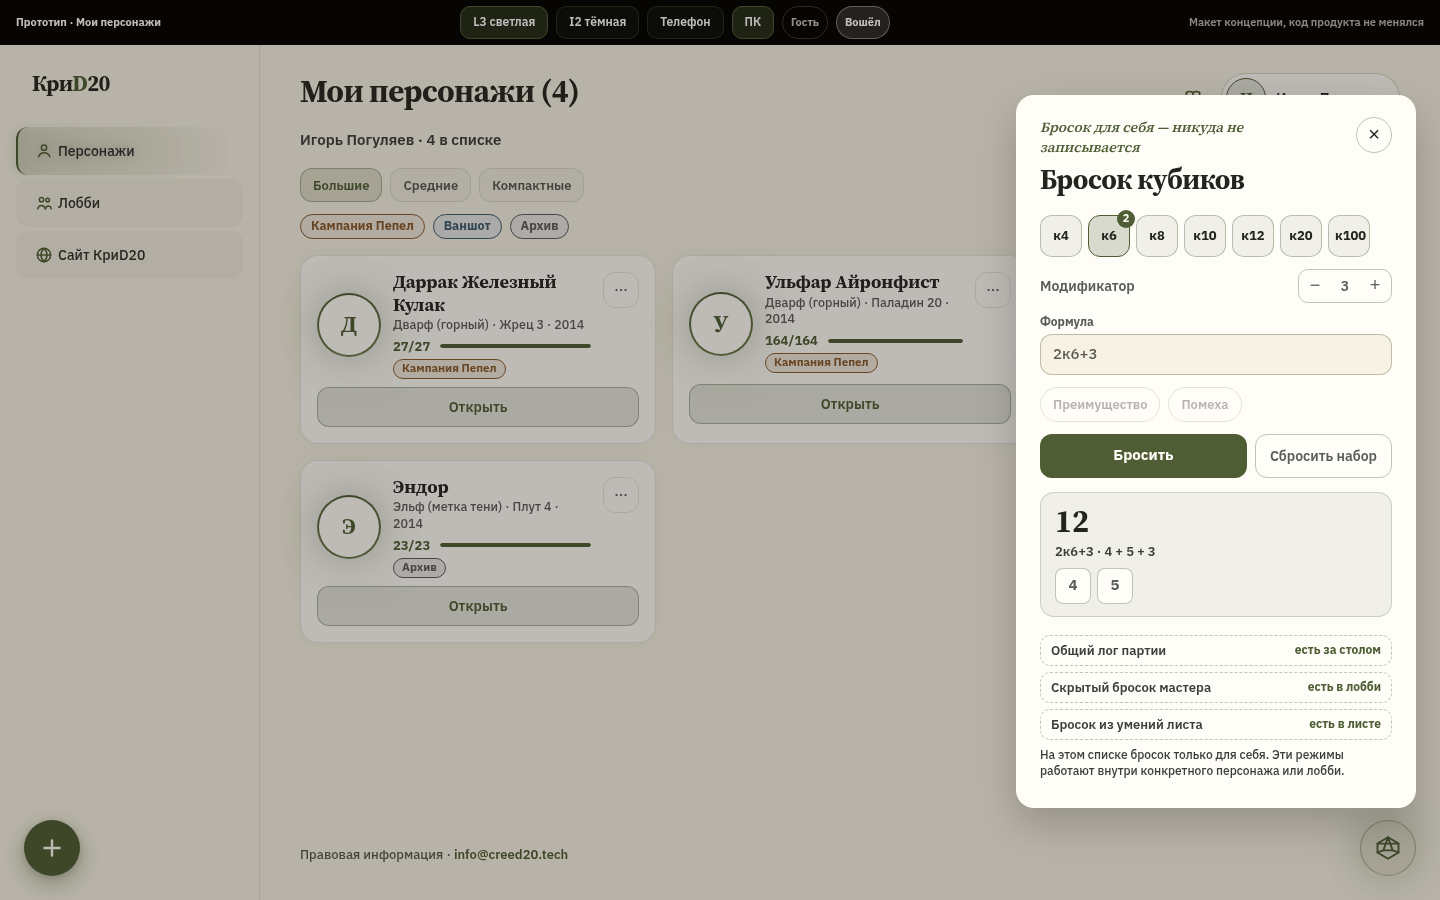 Прототип · Мои персонажи
L3 светлая
I2 тёмная
Телефон
ПК
Гость
Вошёл
Макет концепции, код продукта не менялся
КриD20
Персонажи
Лобби
Сайт КриD20
Мои персонажи (4)
Игорь Погуляев · 4 в списке
Большие
Средние
Компактные
Кампания Пепел
Ваншот
Архив
Д
Даррак Железный
Кулак
Дварф (горный) · Жрец 3 · 2014
27/27
Кампания Пепел
Открыть
У
Ульфар Айронфист
Дварф (горный) · Паладин 20 ·
2014
164/164
Кампания Пепел
Открыть
Э
Эндор
Эльф (метка тени) · Плут 4 ·
2014
23/23
Архив
Открыть
Правовая информация · info@creed20.tech
Бросок для себя — никуда не
записывается
Бросок кубиков
к4
к6
2
к8
к10
к12
к20
к100
Модификатор
− 3 +
Формула
2к6+3
Преимущество
Помеха
Бросить
Сбросить набор
12
2к6+3 · 4 + 5 + 3
4
5
Общий лог партии
есть за столом
Скрытый бросок мастера
есть в лобби
Бросок из умений листа
есть в листе
На этом списке бросок только для себя. Эти режимы
работают внутри конкретного персонажа или лобби.